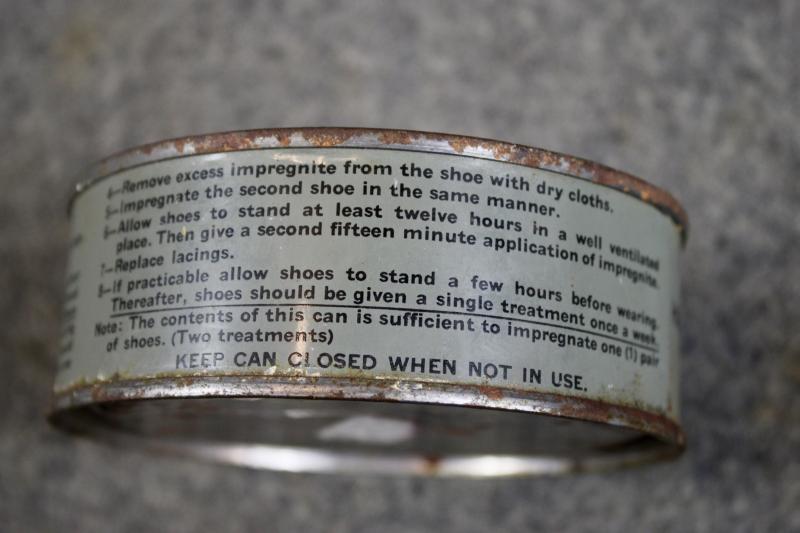 4—Remove excess impregnite from the shoe with dry cloths.
5—Impregnate the second shoe in the same manner.
6—Allow shoes to stand at least twelve hours in a well ventilated
place. Then give a second fifteen minute application of impregnite.
7—Replace lacings.
8—If practicable allow shoes to stand a few hours before wearing.
Thereafter, shoes should be given a single treatment once a week.
Note: The contents of this can is sufficient to impregnate one (1) pair
of shoes. (Two treatments)
KEEP CAN CLOSED WHEN NOT IN USE.